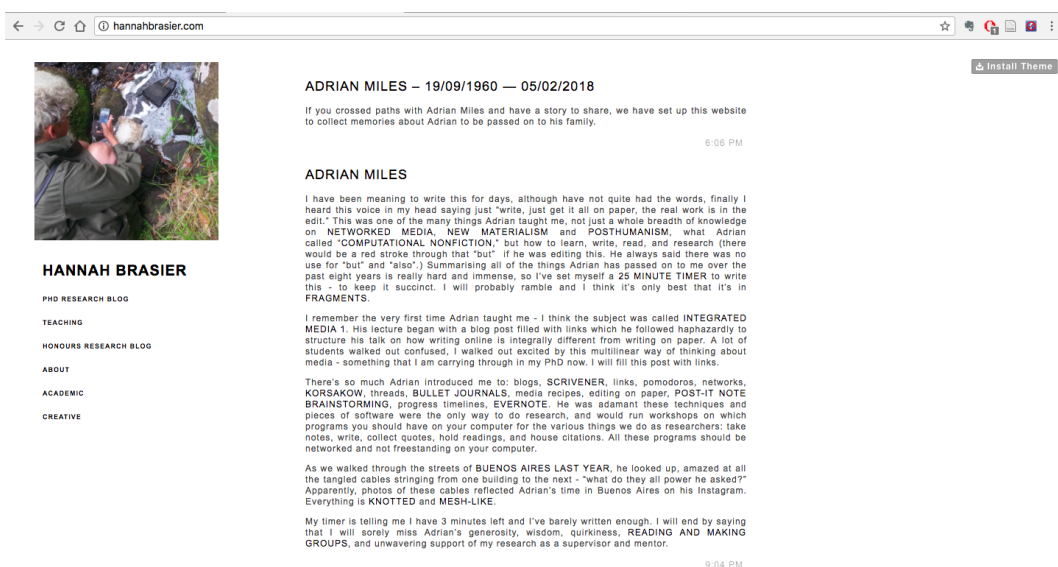 hannahbrasier.com
1
Install Theme
HANNAH BRASIER
PHD RESEARCH BLOG
TEACHING
HONOURS RESEARCH BLOG
ABOUT
ACADEMIC
CREATIVE
ADRIAN MILES – 19/09/1960 — 05/02/2018
If you crossed paths with Adrian Miles and have a story to share, we have set up this website
to collect memories about Adrian to be passed on to his family.
6:06 PM
ADRIAN MILES
I have been meaning to write this for days, although have not quite had the words, finally I
heard this voice in my head saying just “write, just get it all on paper, the real work is in the
edit.” This was one of the many things Adrian taught me, not just a whole breadth of knowledge
on NETWORKED MEDIA, NEW MATERIALISM and POSTHUMANISM, what Adrian
called “COMPUTATIONAL NONFICTION,” but how to learn, write, read, and research (there
would be a red stroke through that “but” if he was editing this. He always said there was no
use for “but” and “also”.) Summarising all of the things Adrian has passed on to me over the
past eight years is really hard and immense, so I’ve set myself a 25 MINUTE TIMER to write
this - to keep it succinct. I will probably ramble and I think it’s only best that it’s in
FRAGMENTS.
I remember the very first time Adrian taught me - I think the subject was called INTEGRATED
MEDIA 1. His lecture began with a blog post filled with links which he followed haphazardly to
structure his talk on how writing online is integrally different from writing on paper. A lot of
students walked out confused, I walked out excited by this multilinear way of thinking about
media - something that I am carrying through in my PhD now. I will fill this post with links.
There’s so much Adrian introduced me to: blogs, SCRIVENER, links, pomodoros, networks,
KORSAKOW, threads, BULLET JOURNALS, media recipes, editing on paper, POST-IT NOTE
BRAINSTORMING, progress timelines, EVERNOTE. He was adamant these techniques and
pieces of software were the only way to do research, and would run workshops on which
programs you should have on your computer for the various things we do as researchers: take
notes, write, collect quotes, hold readings, and house citations. All these programs should be
networked and not freestanding on your computer.
As we walked through the streets of BUENOS AIRES LAST YEAR, he looked up, amazed at all
the tangled cables stringing from one building to the next - “what do they all power he asked?”
Apparently, photos of these cables reflected Adrian’s time in Buenos Aires on his Instagram.
Everything is KNOTTED and MESH-LIKE.
My timer is telling me I have 3 minutes left and I’ve barely written enough. I will end by saying
that I will sorely miss Adrian’s generosity, wisdom, quirkiness, READING AND MAKING
GROUPS, and unwavering support of my research as a supervisor and mentor.
9:04 PM